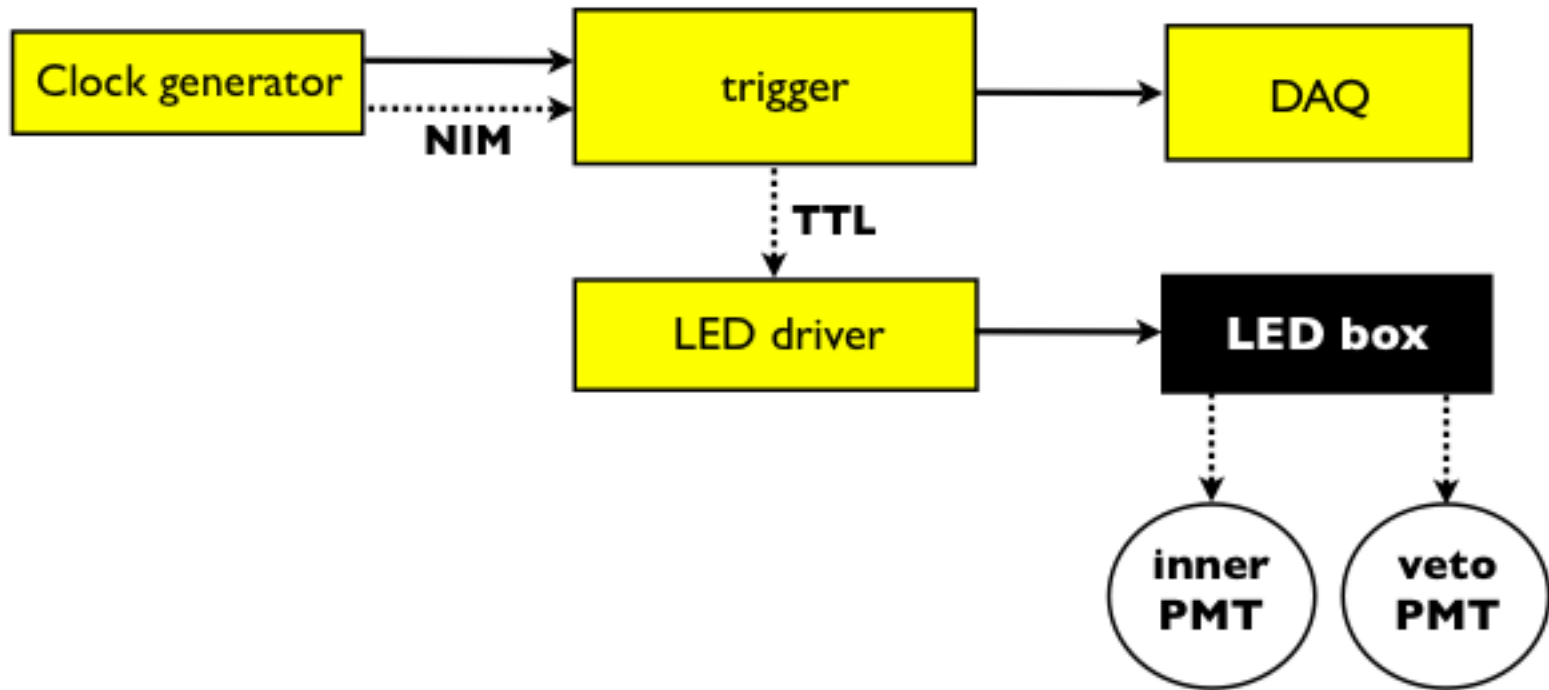 Clock generator
trigger
DAQ
NIM
TTL
LED driver
LED box
inner
PMT
veto
PMT